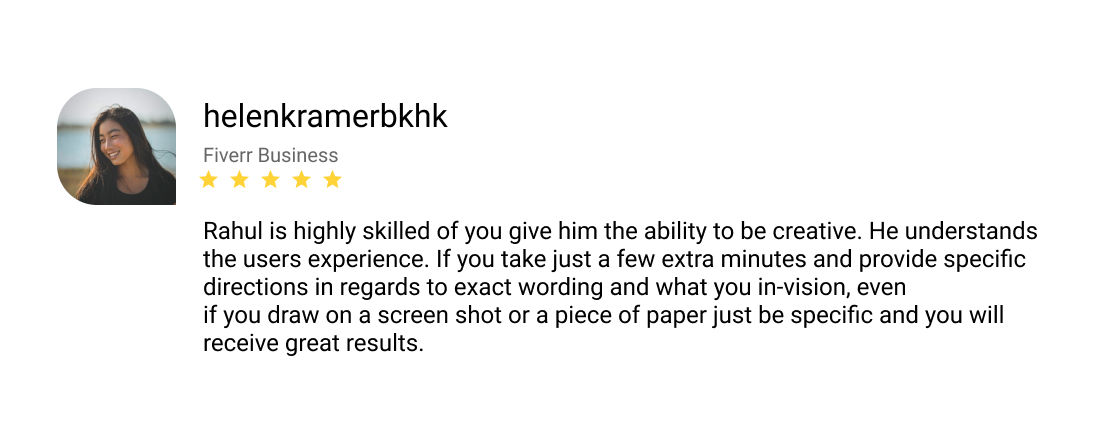 helenkramerbkhk
Fiverr Business
Rahul is highly skilled of you give him the ability to be creative. He understands
the users experience. If you take just a few extra minutes and provide specific
directions in regards to exact wording and what you in-vision, even
if you draw on a screen shot or a piece of paper just be specific and you will
receive great results.